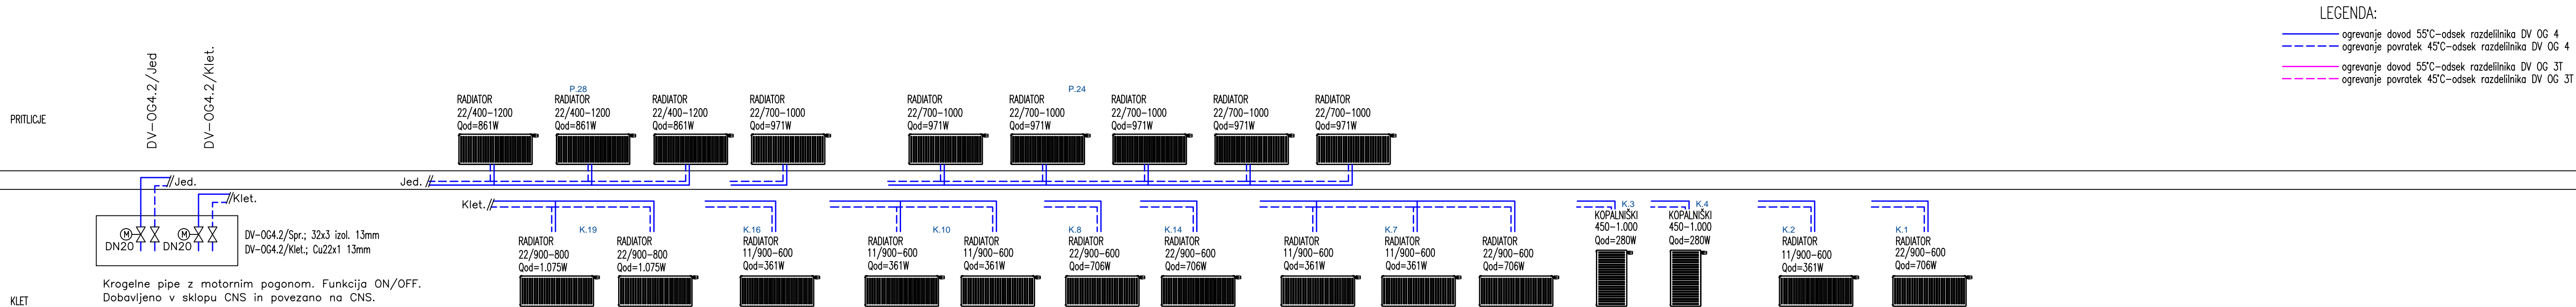 LEGENDA:
ogrevanje dovod 55°C-odsek razdelilnika DV OG 4
ogrevanje povratek 45°C-odsek razdelilnika DV OG 4
ogrevanje dovod 55°C-odsek razdelilnika DV OG 3T
ogrevanje povratek 45°C-odsek razdelilnika DV OG 3T
DV-OG4.2/Jed
DV-OG4.2/Klet.
PRITLICJE
P.28
RADIATOR
22/400-1200
Qod=861W
RADIATOR
22/400-1200
Qod=861W
RADIATOR
22/400-1200
Qod=861W
RADIATOR
22/700-1000
Qod=971W
P.24
RADIATOR
22/700-1000
Qod=971W
RADIATOR
22/700-1000
Qod=971W
RADIATOR
22/700-1000
Qod=971W
RADIATOR
22/700-1000
Qod=971W
RADIATOR
22/700-1000
Qod=971W
Jed.
Jed.
Klet.
Klet.
M
DN20
M
DN20
DV-OG4.2/Spr.; 32x3 izol. 13mm
DV-OG4.2/Klet.; Cu22x1 13mm
Krogelne pipe z motornim pogonom. Funkcija ON/OFF.
Dobavljeno v sklopu CNS in povezano na CNS.
KLET
K.19
RADIATOR
22/900-800
Qod=1.075W
RADIATOR
22/900-800
Qod=1.075W
K.16
RADIATOR
11/900-600
Qod=361W
K.10
RADIATOR
11/900-600
Qod=361W
RADIATOR
11/900-600
Qod=361W
K.8
RADIATOR
22/900-600
Qod=706W
K.14
RADIATOR
22/900-600
Qod=706W
K.7
RADIATOR
11/900-600
Qod=361W
RADIATOR
11/900-600
Qod=361W
RADIATOR
22/900-600
Qod=706W
K.3
KOPALNIŠKI
450-1.000
Qod=280W
K.4
KOPALNIŠKI
450-1.000
Qod=280W
K.2
RADIATOR
11/900-600
Qod=361W
K.1
RADIATOR
22/900-600
Qod=706W